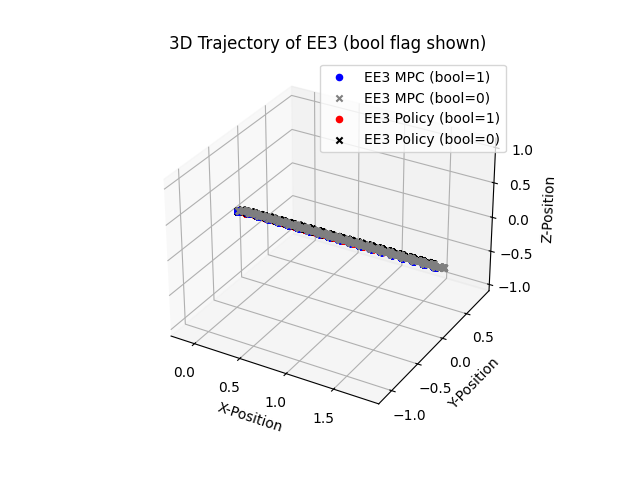 3D Trajectory of EE3 (bool flag shown)
EE3 MPC (bool=1)
EE3 MPC (bool=0)
EE3 Policy (bool=1)
EE3 Policy (bool=0)
1.0
0.5
0.0
−0.5
−1.0
Z-Position
0.5
0.0
−0.5
−1.0
Y-Position
0.0
0.5
1.0
1.5
X-Position